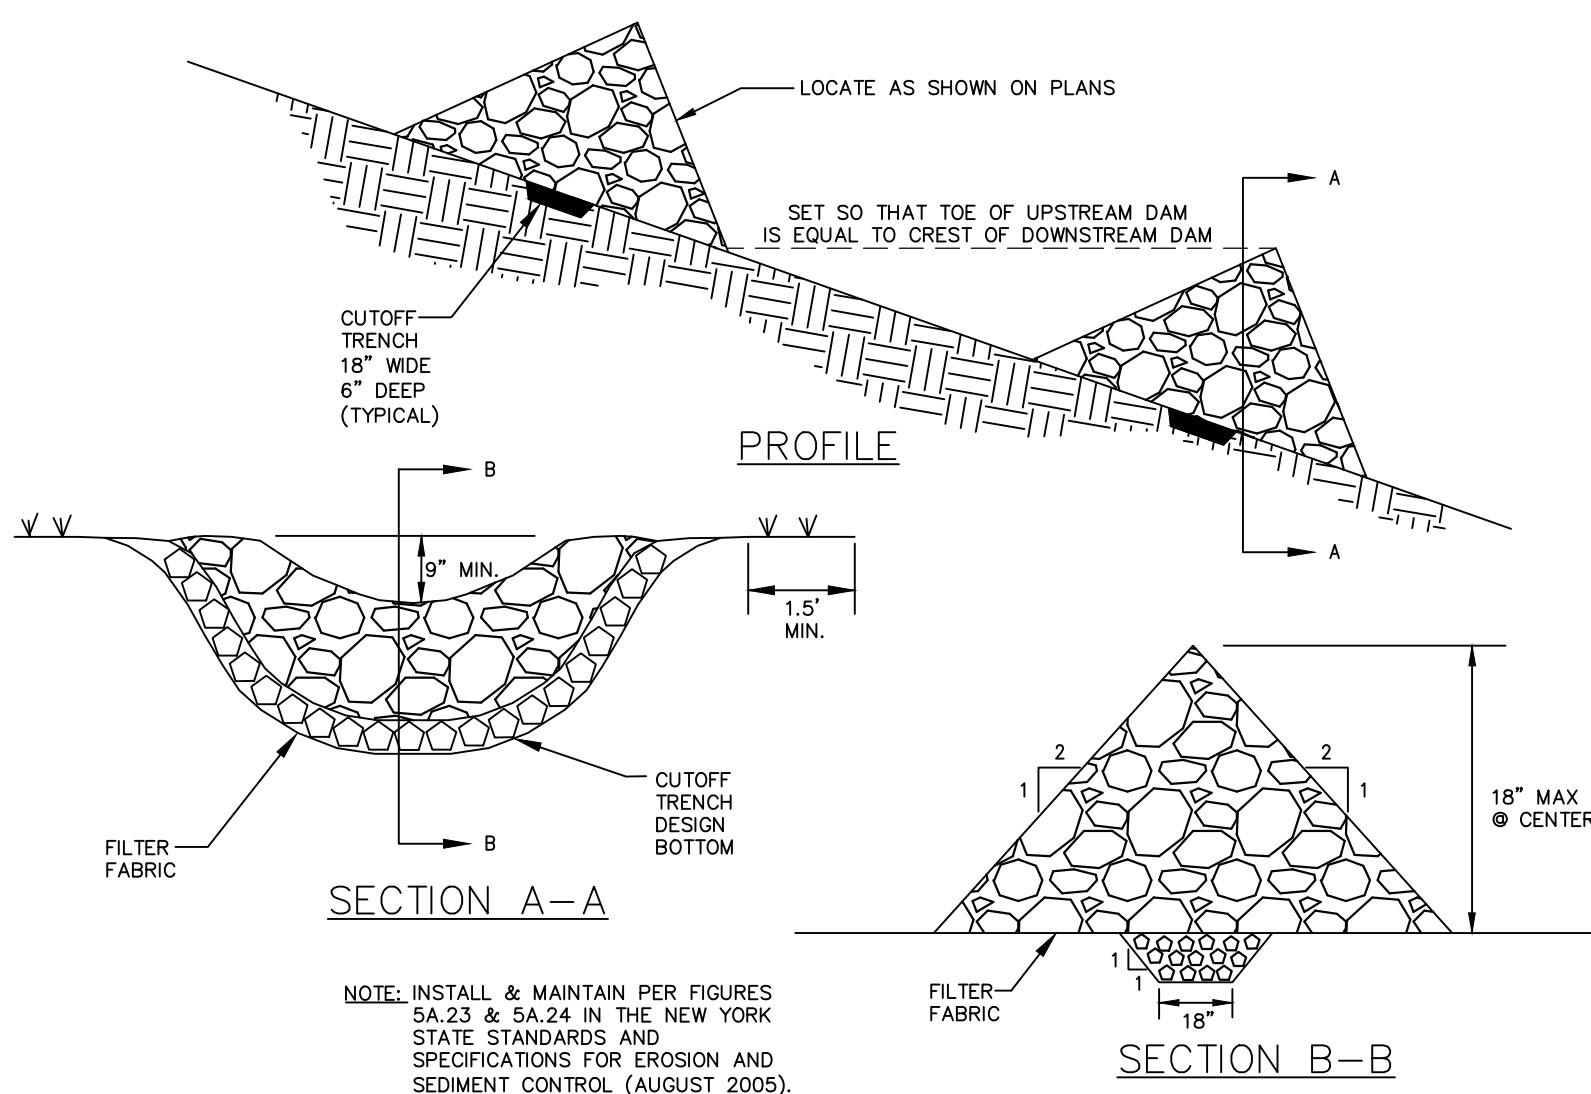 LOCATE AS SHOWN ON PLANS
A
SET SO THAT TOE OF UPSTREAM DAM
IS EQUAL TO CREST OF DOWNSTREAM DAM
CUTOFF
TRENCH
18" WIDE
6" DEEP
(TYPICAL)
PROFILE
A
B
9" MIN.
1.5'
MIN.
FILTER
FABRIC
CUTOFF
TRENCH
DESIGN
BOTTOM
B
SECTION A-A
2
1
2
1
18" MAX
@ CENTER
FILTER
FABRIC
1
1
18"
SECTION B-B
NOTE: INSTALL & MAINTAIN PER FIGURES
5A.23 & 5A.24 IN THE NEW YORK
STATE STANDARDS AND
SPECIFICATIONS FOR EROSION AND
SEDIMENT CONTROL (AUGUST 2005).